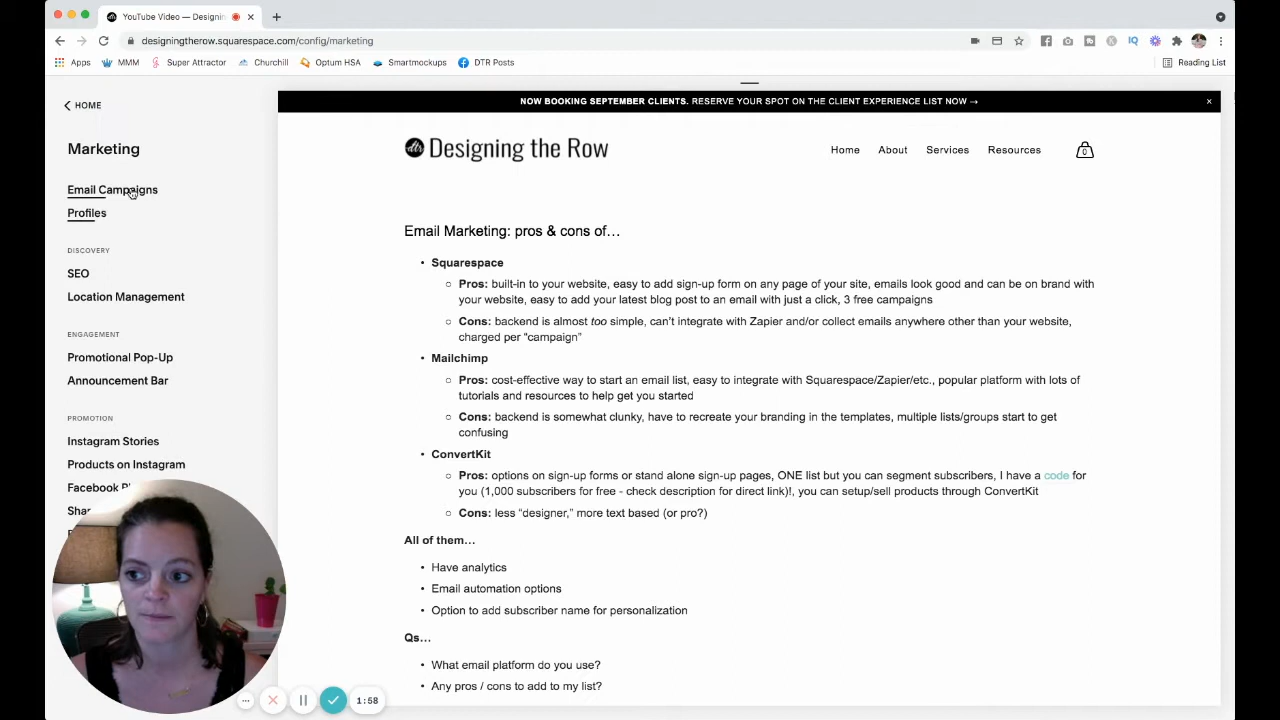 YouTube Video — Designin
designingtherow.squarespace.com/config/marketing
Apps MMM Super Attractor Churchill Optum HSA Smartmockups DTR Posts Reading List
HOME
Marketing
Email Campaigns
Profiles
DISCOVERY
SEO
Location Management
ENGAGEMENT
Promotional Pop-Up
Announcement Bar
PROMOTION
Instagram Stories
Products on Instagram
Facebook
NOW BOOKING SEPTEMBER CLIENTS. RESERVE YOUR SPOT ON THE CLIENT EXPERIENCE LIST NOW →
dtr Designing the Row
Home About Services Resources 0
Email Marketing: pros & cons of…
• Squarespace
Pros: built-in to your website, easy to add sign-up form on any page of your site, emails look good and can be on brand with
your website, easy to add your latest blog post to an email with just a click, 3 free campaigns
Cons: backend is almost too simple, can’t integrate with Zapier and/or collect emails anywhere other than your website,
charged per “campaign”
• Mailchimp
Pros: cost-effective way to start an email list, easy to integrate with Squarespace/Zapier/etc., popular platform with lots of
tutorials and resources to help get you started
Cons: backend is somewhat clunky, have to recreate your branding in the templates, multiple lists/groups start to get
confusing
• ConvertKit
Pros: options on sign-up forms or stand alone sign-up pages, ONE list but you can segment subscribers, I have a code for
you (1,000 subscribers for free - check description for direct link)!, you can setup/sell products through ConvertKit
Cons: less “designer,” more text based (or pro?)
All of them…
• Have analytics
• Email automation options
• Option to add subscriber name for personalization
Qs…
• What email platform do you use?
• Any pros / cons to add to my list?
1:58